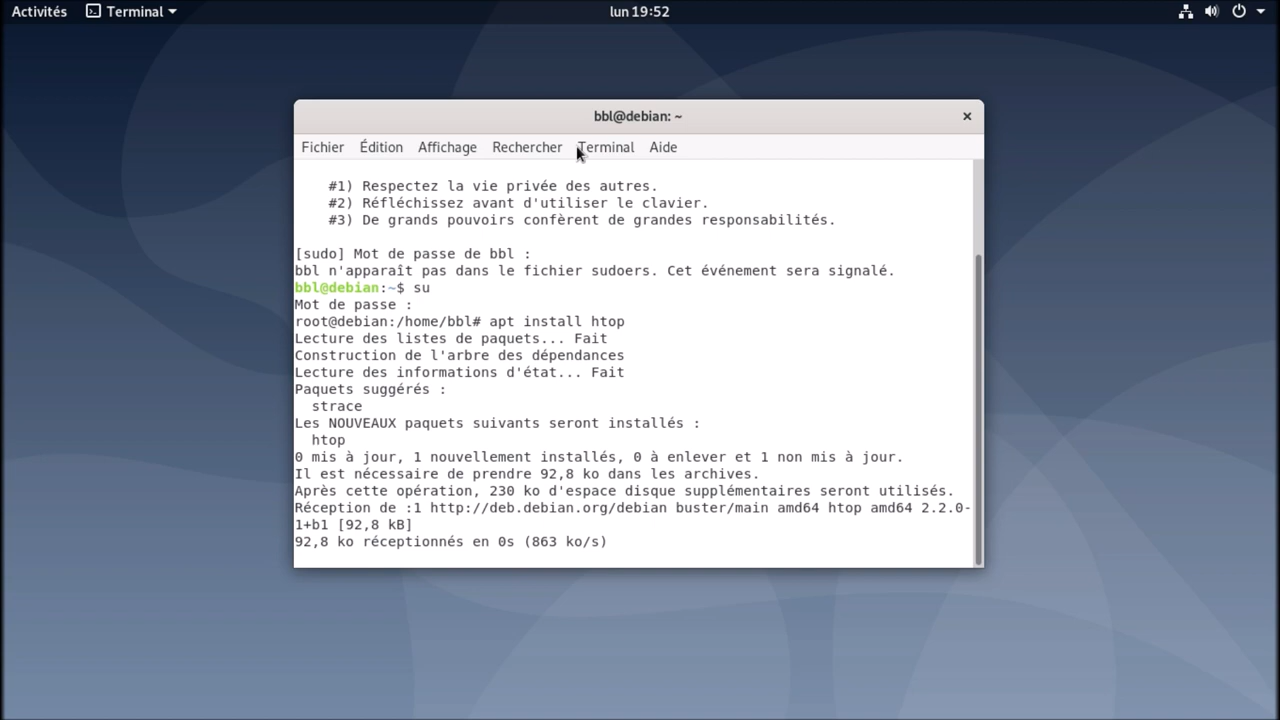 Activités Terminal lun 19:52
bbl@debian: ~ ×
Fichier Édition Affichage Rechercher Terminal Aide
#1) Respectez la vie privée des autres.
#2) Réfléchissez avant d'utiliser le clavier.
#3) De grands pouvoirs confèrent de grandes responsabilités.
[sudo] Mot de passe de bbl :
bbl n'apparaît pas dans le fichier sudoers. Cet événement sera signalé.
bbl@debian:~$ su
Mot de passe :
root@debian:/home/bbl# apt install htop
Lecture des listes de paquets... Fait
Construction de l'arbre des dépendances
Lecture des informations d'état... Fait
Paquets suggérés :
strace
Les NOUVEAUX paquets suivants seront installés :
htop
0 mis à jour, 1 nouvellement installés, 0 à enlever et 1 non mis à jour.
Il est nécessaire de prendre 92,8 ko dans les archives.
Après cette opération, 230 ko d'espace disque supplémentaires seront utilisés.
Réception de :1 http://deb.debian.org/debian buster/main amd64 htop amd64 2.2.0-
1+b1 [92,8 kB]
92,8 ko réceptionnés en 0s (863 ko/s)